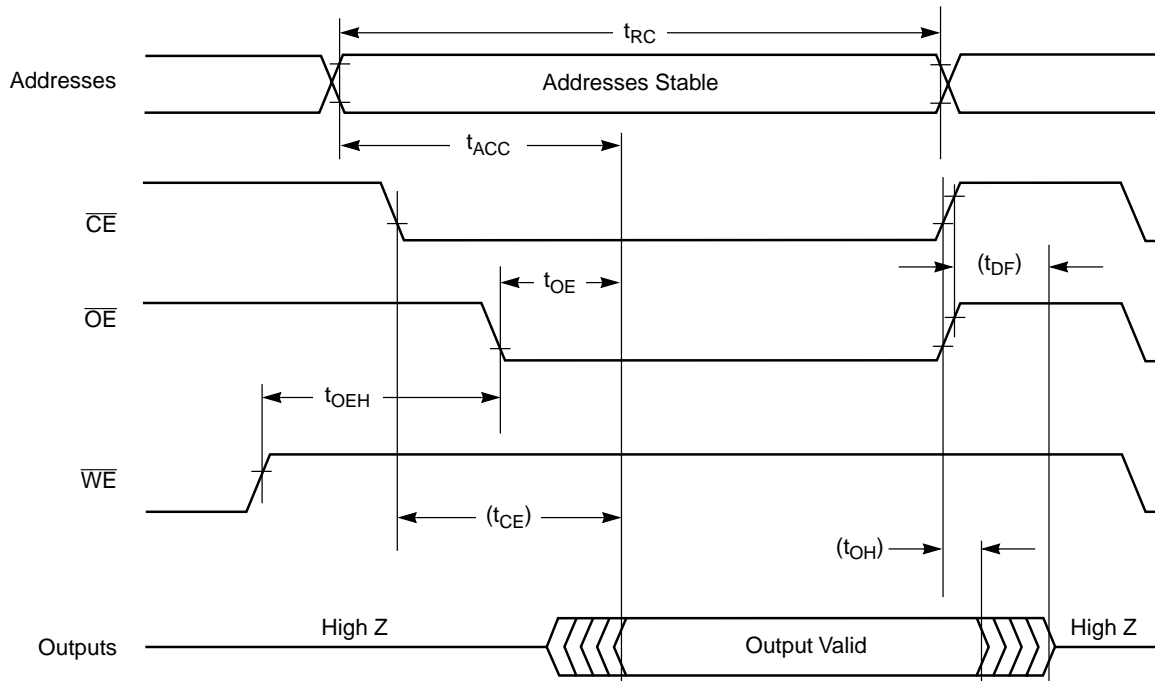 tRC
Addresses
Addresses Stable
tACC
CE
(tDF)
tOE
OE
tOEH
WE
(tCE)
(tOH)
High Z
Output Valid
High Z
Outputs